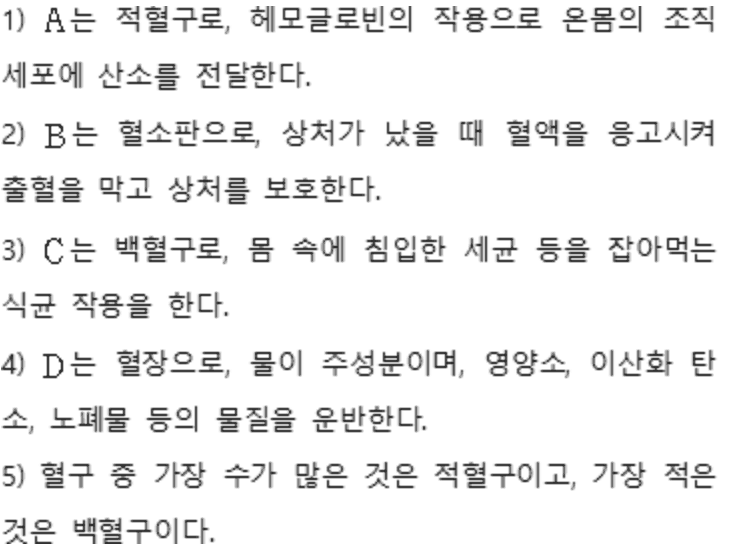 1) A는 적혈구로, 헤모글로빈의 작용으로 온몸의 조직
세포에 산소를 전달한다.
2) B는 혈소판으로, 상처가 났을 때 혈액을 응고시켜
출혈을 막고 상처를 보호한다.
3) C는 백혈구로, 몸 속에 침입한 세균 등을 잡아먹는
식균 작용을 한다.
4) D는 혈장으로, 물이 주성분이며, 영양소, 이산화 탄
소, 노폐물 등의 물질을 운반한다.
5) 혈구 중 가장 수가 많은 것은 적혈구이고, 가장 적은
것은 백혈구이다.